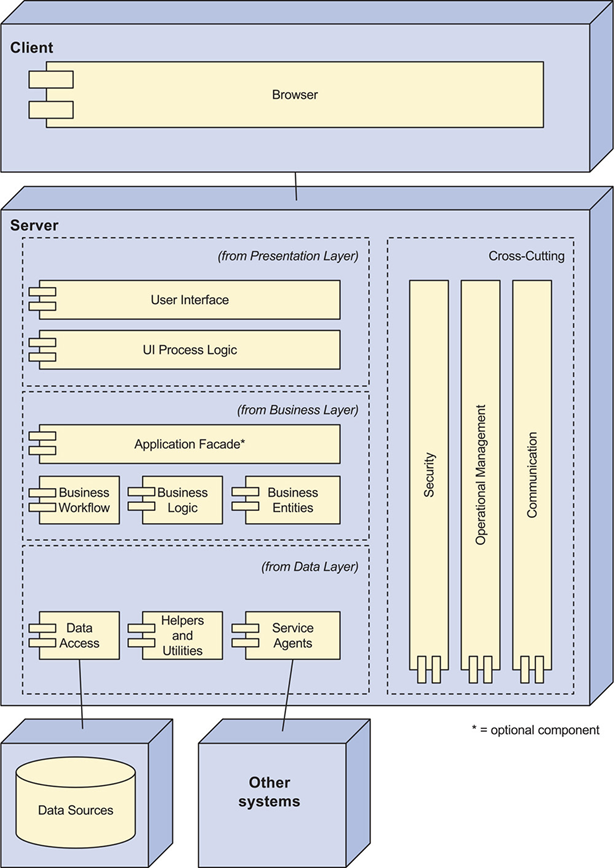 Client
Browser
Server
(from Presentation Layer)
User Interface
UI Process Logic
(from Business Layer)
Application Facade*
Business
Workflow
Business
Logic
Business
Entities
(from Data Layer)
Data
Access
Helpers
and
Utilities
Service
Agents
Cross-Cutting
Security
Operational Management
Communication
* = optional component
Data Sources
Other
systems